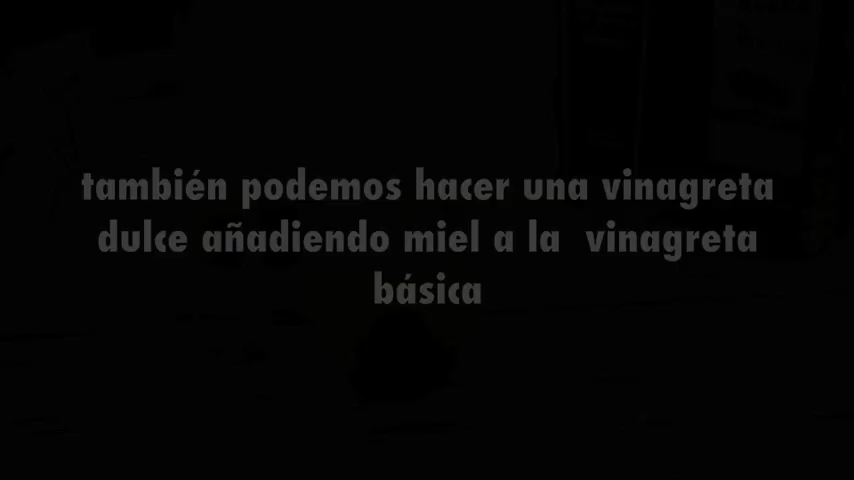 también podemos hacer una vinagreta
dulce añadiendo miel a la  vinagreta
básica